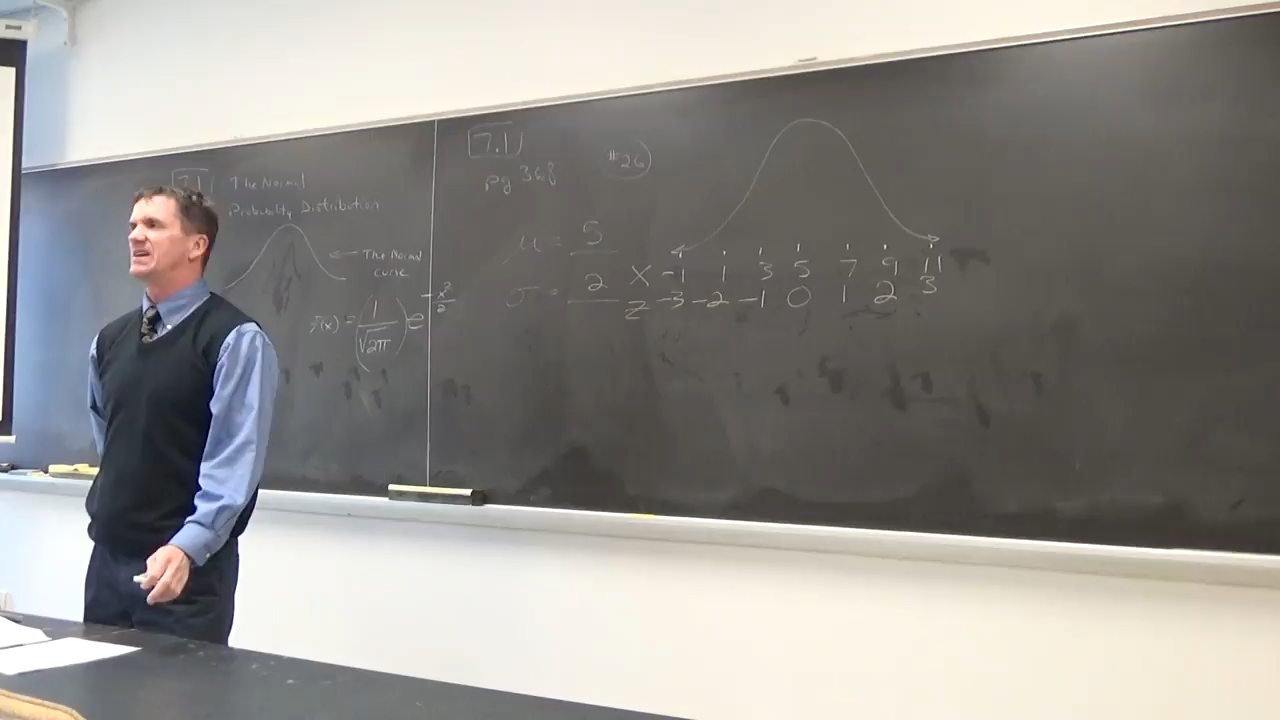 7.1 The Normal
Probability Distribution
← The Normal
curve
f(x) = (1/√2π) e^(-x²/2)
7.1
pg 368
#26
μ = 5
σ = 2
X -1 1 3 5 7 9 11
Z -3 -2 -1 0 1 2 3